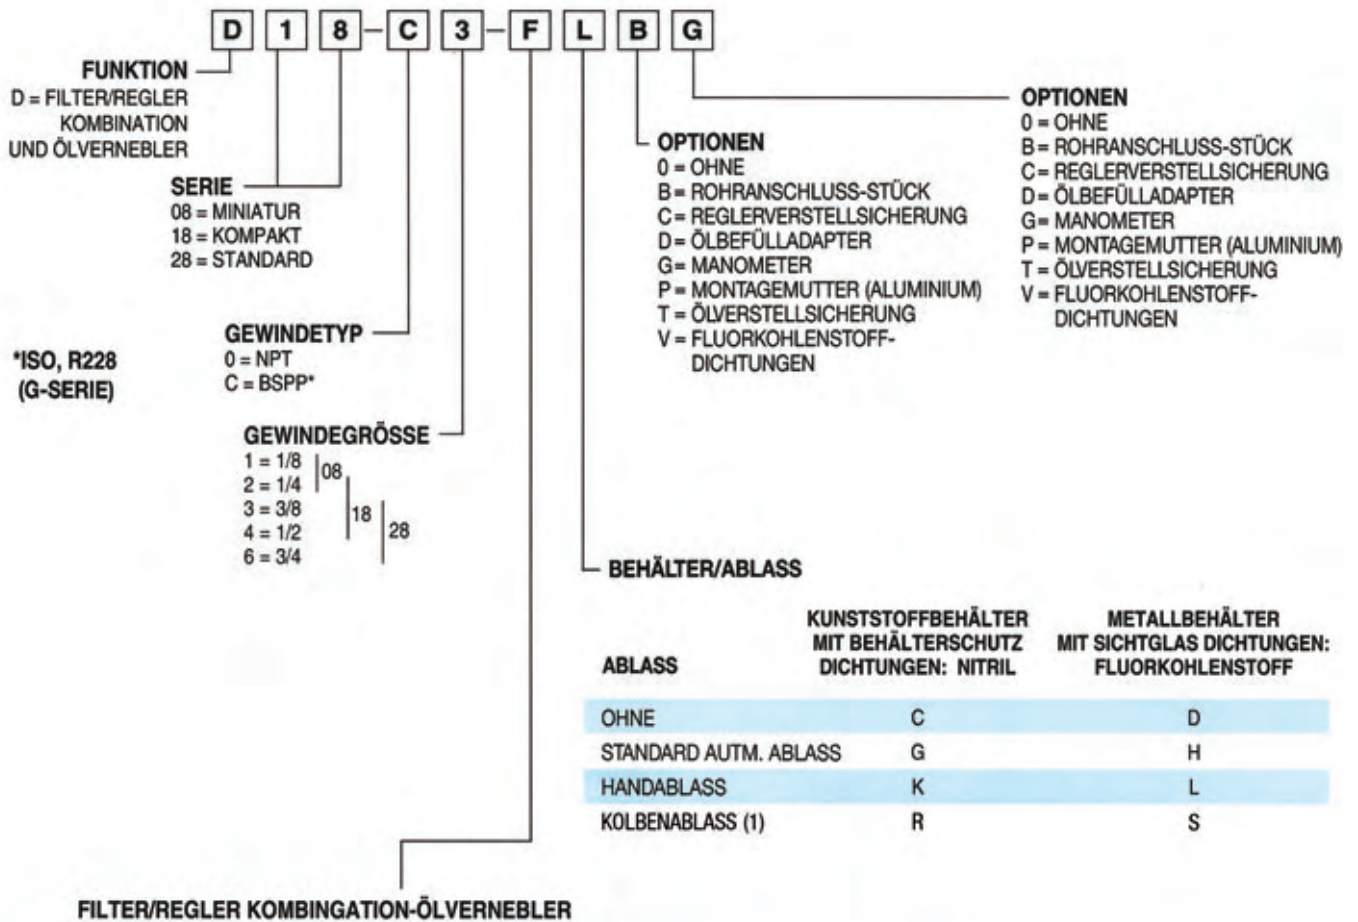 D 1 8 - C 3 - F L B G
FUNKTION
D = FILTER/REGLER
KOMBINATION
UND ÖLVERNEBLER
SERIE
08 = MINIATUR
18 = KOMPAKT
28 = STANDARD
GEWINDETYP
0 = NPT
C = BSPP*
*ISO, R228
(G-SERIE)
GEWINDEGRÖSSE
1 = 1/8
2 = 1/4
3 = 3/8
4 = 1/2
6 = 3/4
08
18
28
OPTIONEN
0 = OHNE
B = ROHRANSCHLUSS-STÜCK
C = REGLERVERSTELLSICHERUNG
D = ÖLBEFÜLLADAPTER
G = MANOMETER
P = MONTAGEMUTTER (ALUMINIUM)
T = ÖLVERSTELLSICHERUNG
V = FLUORKOHLENSTOFF-
DICHTUNGEN
OPTIONEN
0 = OHNE
B = ROHRANSCHLUSS-STÜCK
C = REGLERVERSTELLSICHERUNG
D = ÖLBEFÜLLADAPTER
G = MANOMETER
P = MONTAGEMUTTER (ALUMINIUM)
T = ÖLVERSTELLSICHERUNG
V = FLUORKOHLENSTOFF-
DICHTUNGEN
BEHÄLTER/ABLASS
KUNSTSTOFFBEHÄLTER METALLBEHÄLTER
MIT BEHÄLTERSCHUTZ MIT SICHTGLAS DICHTUNGEN:
ABLASS DICHTUNGEN: NITRIL FLUORKOHLENSTOFF
OHNE C D
STANDARD AUTM. ABLASS G H
HANDABLASS K L
KOLBENABLASS (1) R S
FILTER/REGLER KOMBINGATION-ÖLVERNEBLER